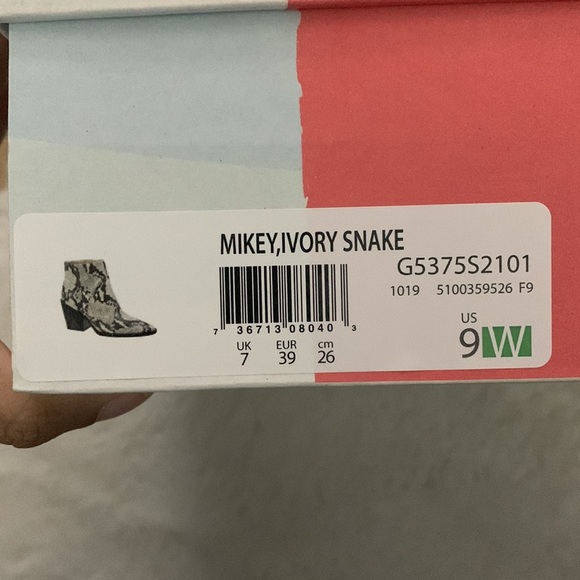 MIKEY,IVORY SNAKE
G5375S2101
1019 5100359526 F9
7 36713 08040 3
UK EUR cm
7 39 26
US
9W